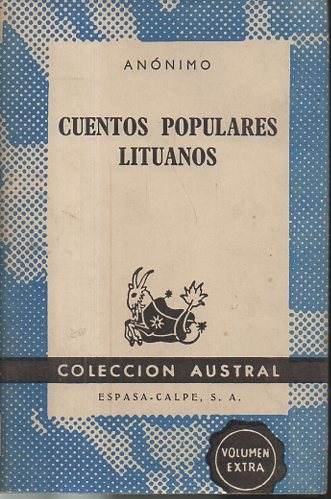 ANÓNIMO
CUENTOS POPULARES
LITUANOS
COLECCION AUSTRAL
ESPASA-CALPE, S. A.
VOLUMEN
EXTRA